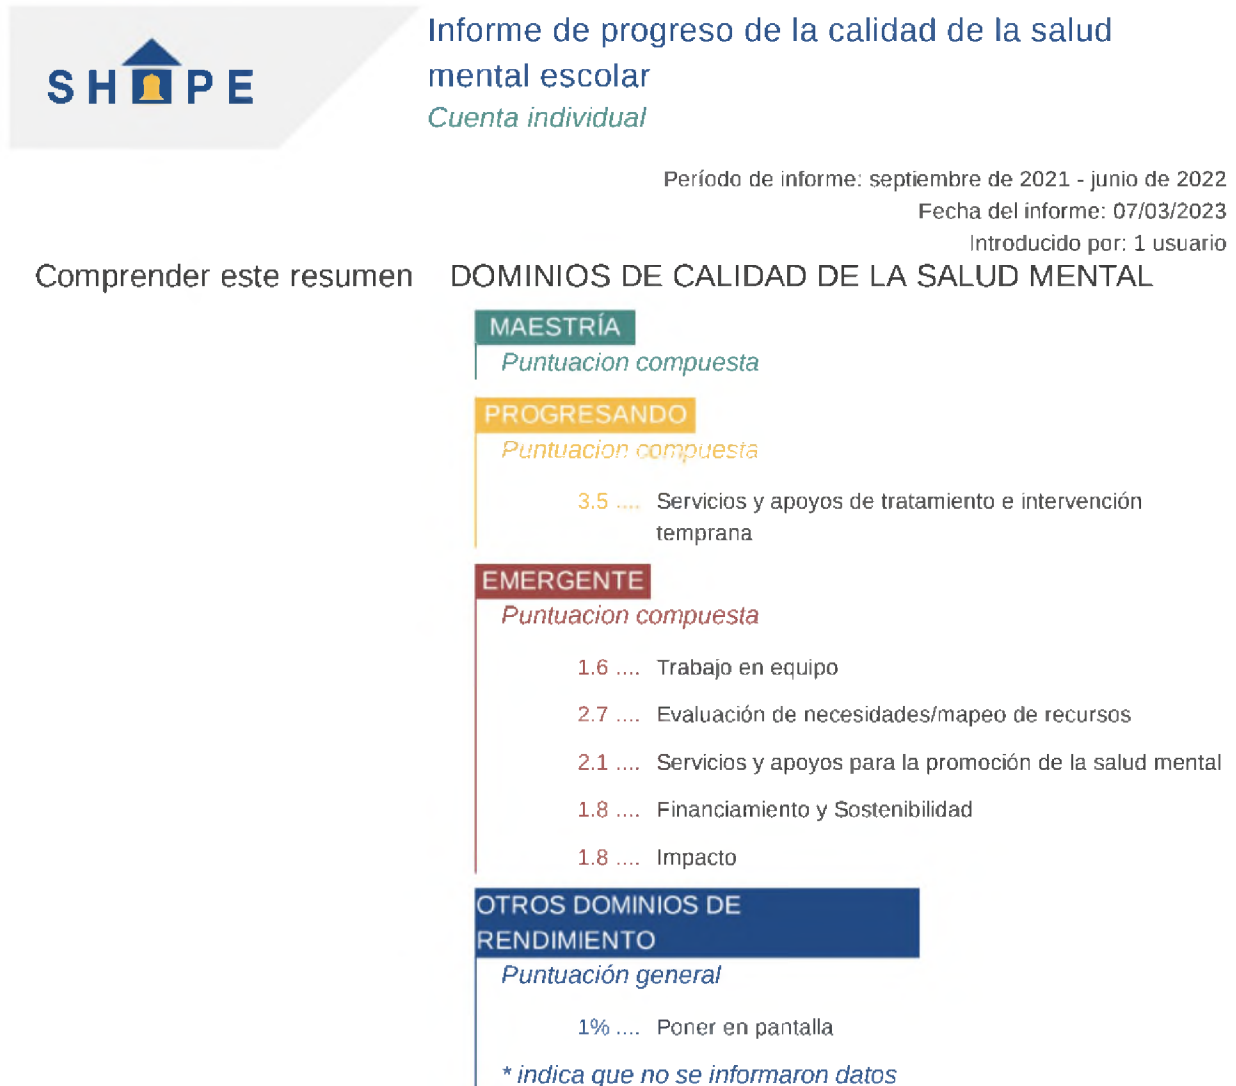 SHAPE
Informe de progreso de la calidad de la salud
mental escolar
Cuenta individual
Período de informe: septiembre de 2021 - junio de 2022
Fecha del informe: 07/03/2023
Introducido por: 1 usuario
Comprender este resumen
DOMINIOS DE CALIDAD DE LA SALUD MENTAL
MAESTRÍA
Puntuacion compuesta
PROGRESANDO
Puntuacion compuesta
3.5 .... Servicios y apoyos de tratamiento e intervención
temprana
EMERGENTE
Puntuacion compuesta
1.6 .... Trabajo en equipo
2.7 .... Evaluación de necesidades/mapeo de recursos
2.1 .... Servicios y apoyos para la promoción de la salud mental
1.8 .... Financiamiento y Sostenibilidad
1.8 .... Impacto
OTROS DOMINIOS DE
RENDIMIENTO
Puntuación general
1% .... Poner en pantalla
* indica que no se informaron datos